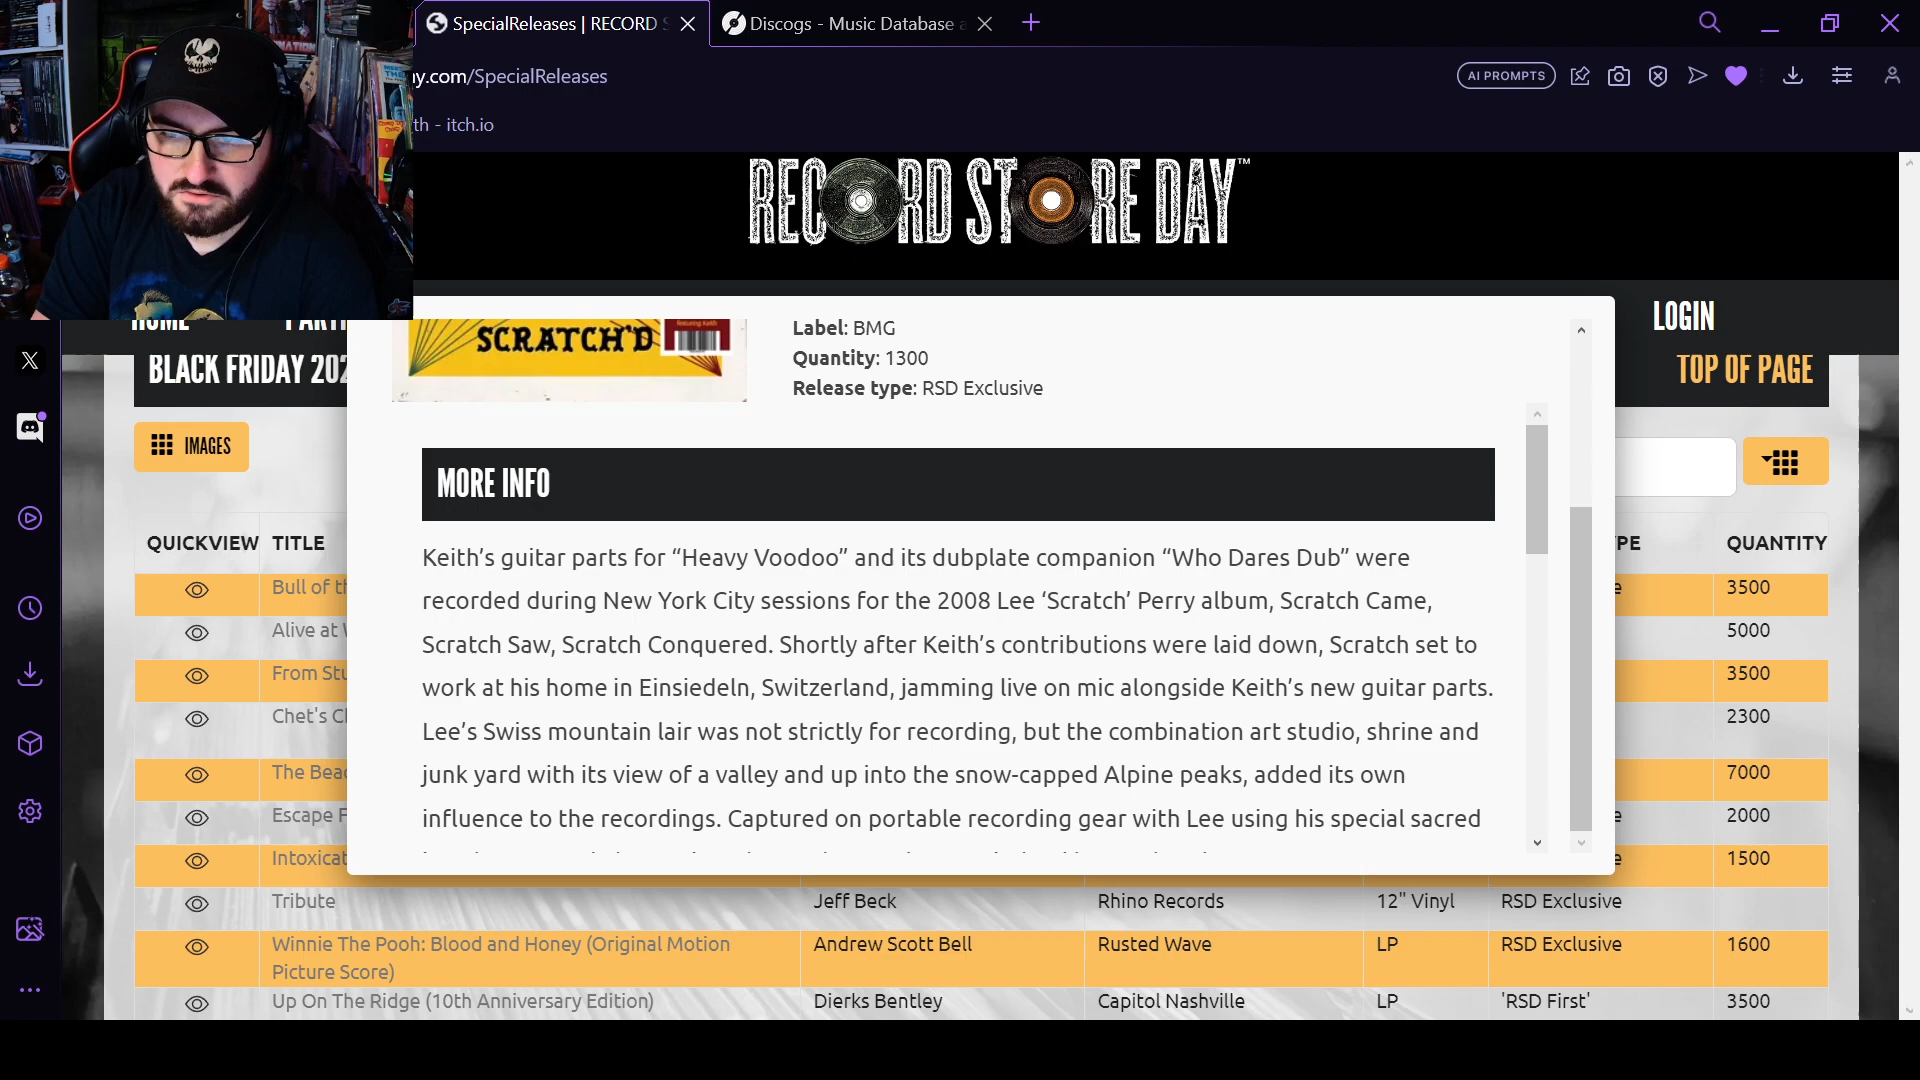 SpecialReleases | RECORD S
Discogs - Music Database a
y.com/SpecialReleases
AI PROMPTS
th - itch.io
RECORD STORE DAY™
HOME
PARTI
LOGIN
SCRATCH'D
featuring Keith
Label: BMG
Quantity: 1300
Release type: RSD Exclusive
BLACK FRIDAY 202
TOP OF PAGE
IMAGES
MORE INFO
Keith's guitar parts for “Heavy Voodoo” and its dubplate companion “Who Dares Dub” were
recorded during New York City sessions for the 2008 Lee ‘Scratch’ Perry album, Scratch Came,
Scratch Saw, Scratch Conquered. Shortly after Keith’s contributions were laid down, Scratch set to
work at his home in Einsiedeln, Switzerland, jamming live on mic alongside Keith’s new guitar parts.
Lee’s Swiss mountain lair was not strictly for recording, but the combination art studio, shrine and
junk yard with its view of a valley and up into the snow-capped Alpine peaks, added its own
influence to the recordings. Captured on portable recording gear with Lee using his special sacred
QUICKVIEW TITLE PE QUANTITY
Bull of th e 3500
Alive at W 5000
From Stu 3500
Chet's Ch 2300
The Beac 7000
Escape F e 2000
Intoxicat e 1500
Tribute Jeff Beck Rhino Records 12" Vinyl RSD Exclusive
Winnie The Pooh: Blood and Honey (Original Motion Andrew Scott Bell Rusted Wave LP RSD Exclusive 1600
Picture Score)
Up On The Ridge (10th Anniversary Edition) Dierks Bentley Capitol Nashville LP 'RSD First' 3500